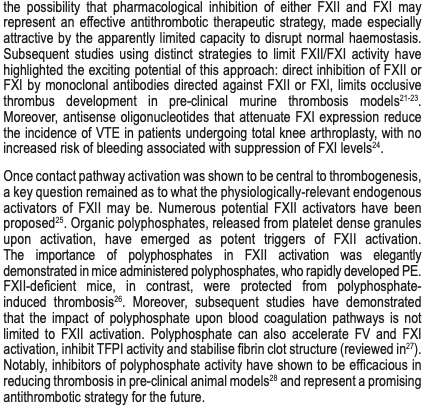 the possibility that pharmacological inhibition of either FXII and FXI may
represent an effective antithrombotic therapeutic strategy, made especially
attractive by the apparently limited capacity to disrupt normal haemostasis.
Subsequent studies using distinct strategies to limit FXII/FXI activity have
highlighted the exciting potential of this approach: direct inhibition of FXII or
FXI by monoclonal antibodies directed against FXII or FXI, limits occlusive
thrombus development in pre-clinical murine thrombosis models21-23.
Moreover, antisense oligonucleotides that attenuate FXI expression reduce
the incidence of VTE in patients undergoing total knee arthroplasty, with no
increased risk of bleeding associated with suppression of FXI levels24.
Once contact pathway activation was shown to be central to thrombogenesis,
a key question remained as to what the physiologically-relevant endogenous
activators of FXII may be. Numerous potential FXII activators have been
proposed25. Organic polyphosphates, released from platelet dense granules
upon activation, have emerged as potent triggers of FXII activation.
The importance of polyphosphates in FXII activation was elegantly
demonstrated in mice administered polyphosphates, who rapidly developed PE.
FXII-deficient mice, in contrast, were protected from polyphosphate-
induced thrombosis26. Moreover, subsequent studies have demonstrated
that the impact of polyphosphate upon blood coagulation pathways is not
limited to FXII activation. Polyphosphate can also accelerate FV and FXI
activation, inhibit TFPI activity and stabilise fibrin clot structure (reviewed in27).
Notably, inhibitors of polyphosphate activity have shown to be efficacious in
reducing thrombosis in pre-clinical animal models28 and represent a promising
antithrombotic strategy for the future.